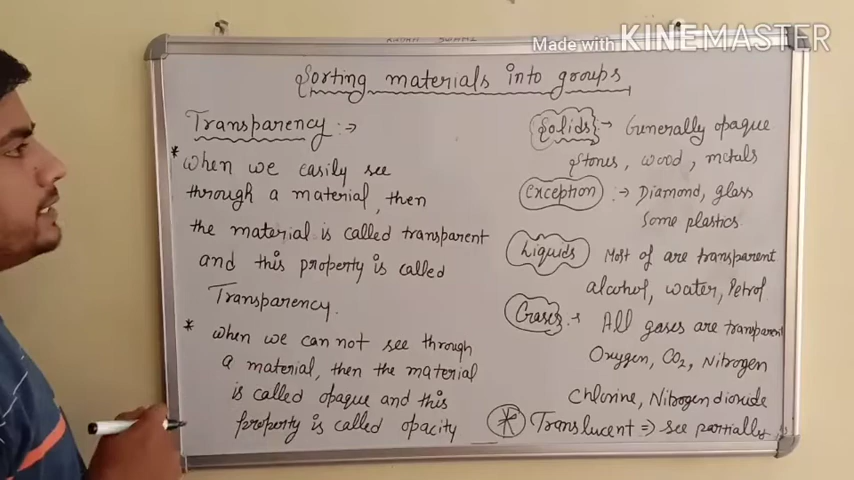 Made with KINEMASTER
Sorting materials into groups
Transparency :→
* When we easily see
through a material, then
the material is called transparent
and this property is called
Transparency.
* When we can not see through
a material, then the material
is called opaque and this
property is called opacity
Solids → Generally opaque
Stones, wood, metals
Exception :→ Diamond, glass
Some plastics
Liquids Most of are transparent
alcohol, water, Petrol
Gases :→ All gases are transparent
Oxygen, CO2, Nitrogen
Chlorine, Nitrogen dioxide
* Translucent ⇒ see partially